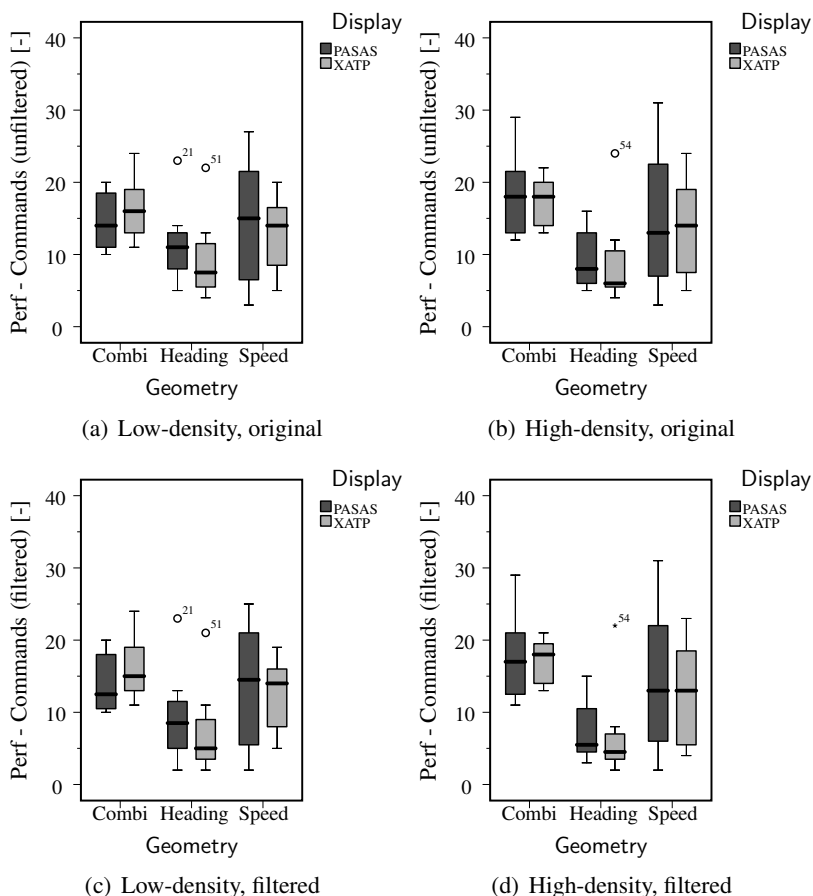 Display
PASAS
XATP
Perf - Commands (unfiltered) [-]
40
30
20
10
0
21
51
Combi Heading Speed
Geometry
(a) Low-density, original
Display
PASAS
XATP
Perf - Commands (unfiltered) [-]
40
30
20
10
0
54
Combi Heading Speed
Geometry
(b) High-density, original
Display
PASAS
XATP
Perf - Commands (filtered) [-]
40
30
20
10
0
21
51
Combi Heading Speed
Geometry
(c) Low-density, filtered
Display
PASAS
XATP
Perf - Commands (filtered) [-]
40
30
20
10
0
54
Combi Heading Speed
Geometry
(d) High-density, filtered